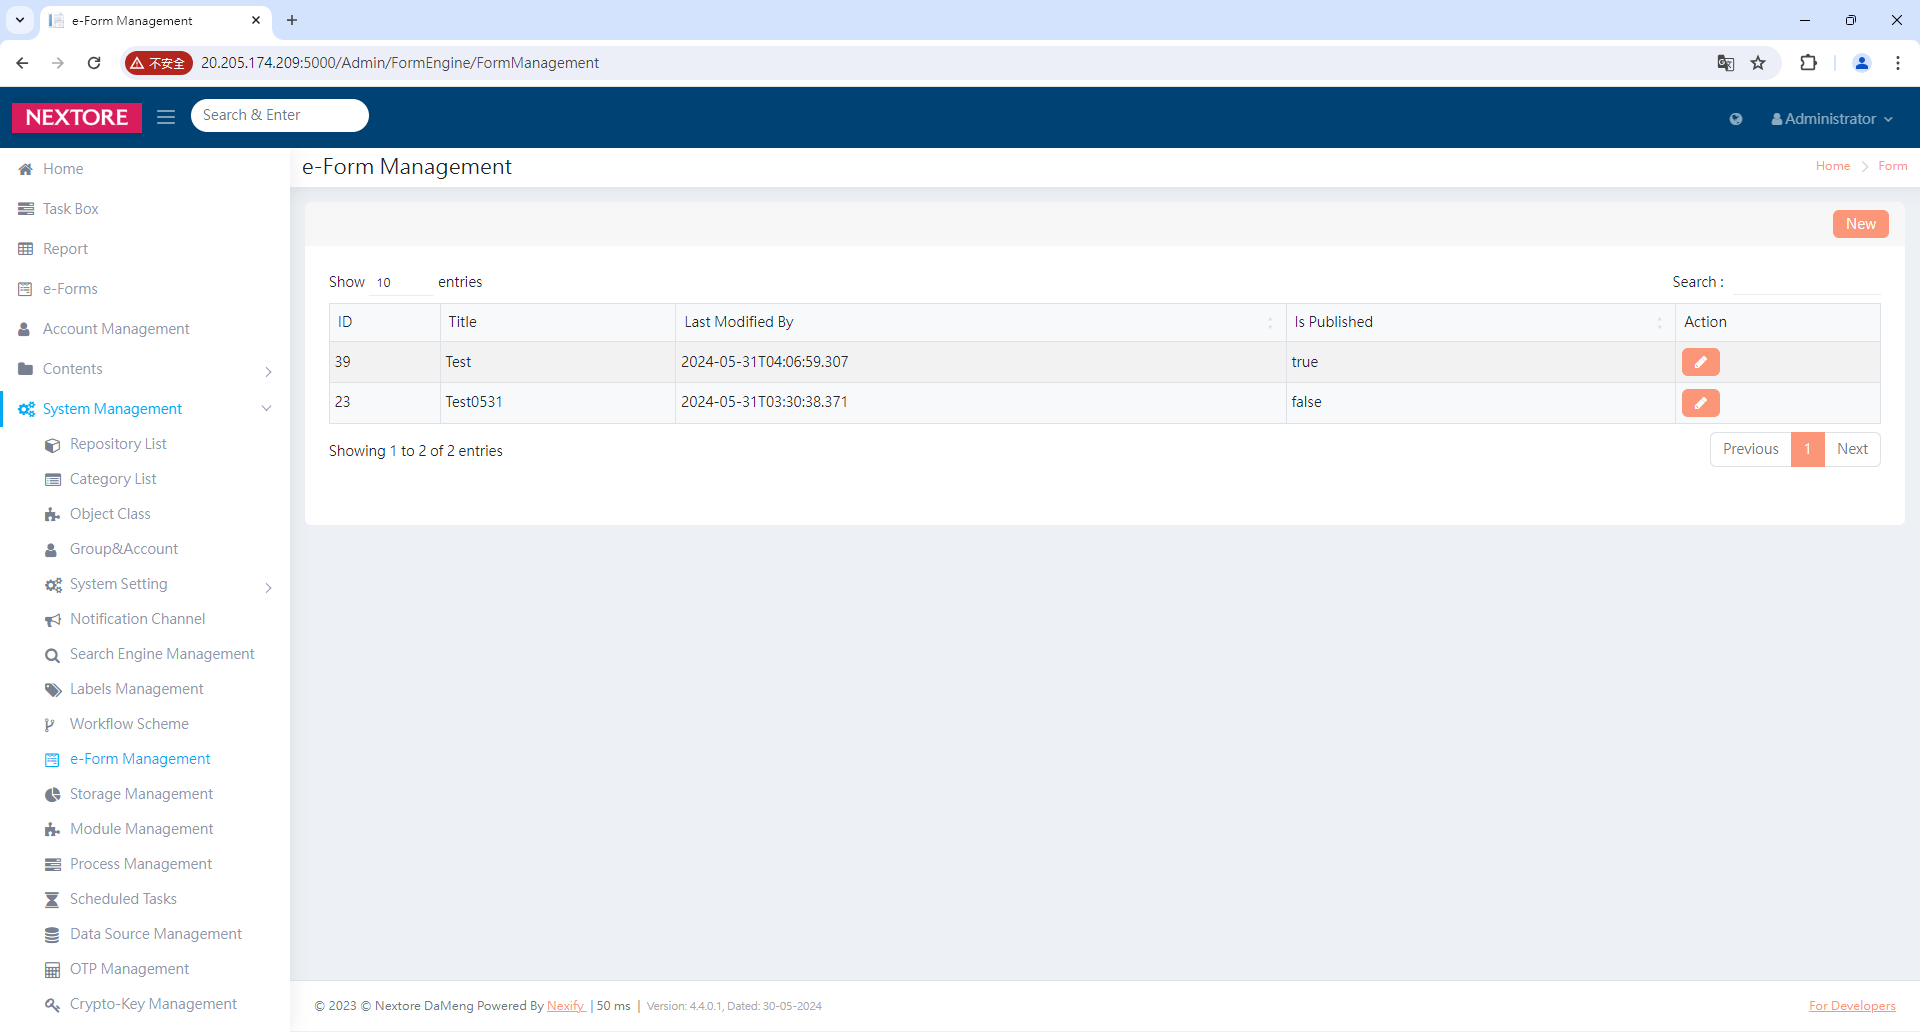 e-Form Management
不安全 20.205.174.209:5000/Admin/FormEngine/FormManagement
NEXTORE Search & Enter Administrator
Home
Task Box
Report
e-Forms
Account Management
Contents
System Management
Repository List
Category List
Object Class
Group&Account
System Setting
Notification Channel
Search Engine Management
Labels Management
Workflow Scheme
e-Form Management
Storage Management
Module Management
Process Management
Scheduled Tasks
Data Source Management
OTP Management
Crypto-Key Management
e-Form Management Home Form
New
Show 10 entries Search :
ID Title Last Modified By Is Published Action
39 Test 2024-05-31T04:06:59.307 true
23 Test0531 2024-05-31T03:30:38.371 false
Showing 1 to 2 of 2 entries Previous 1 Next
© 2023 © Nextore DaMeng Powered By Nexify | 50 ms | Version: 4.4.0.1, Dated: 30-05-2024 For Developers